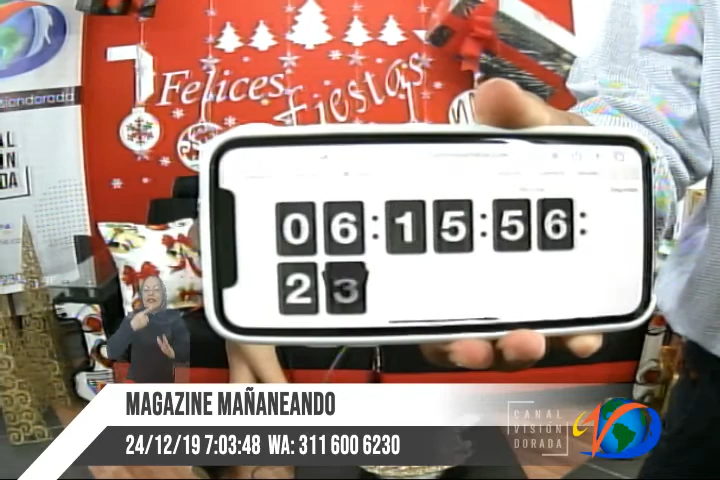 Felices
Fiestas
06:15:56:
23
MAGAZINE MAÑANEANDO
24/12/19 7:03:48 WA: 311 600 6230
CANAL
VISIÓN
DORADA